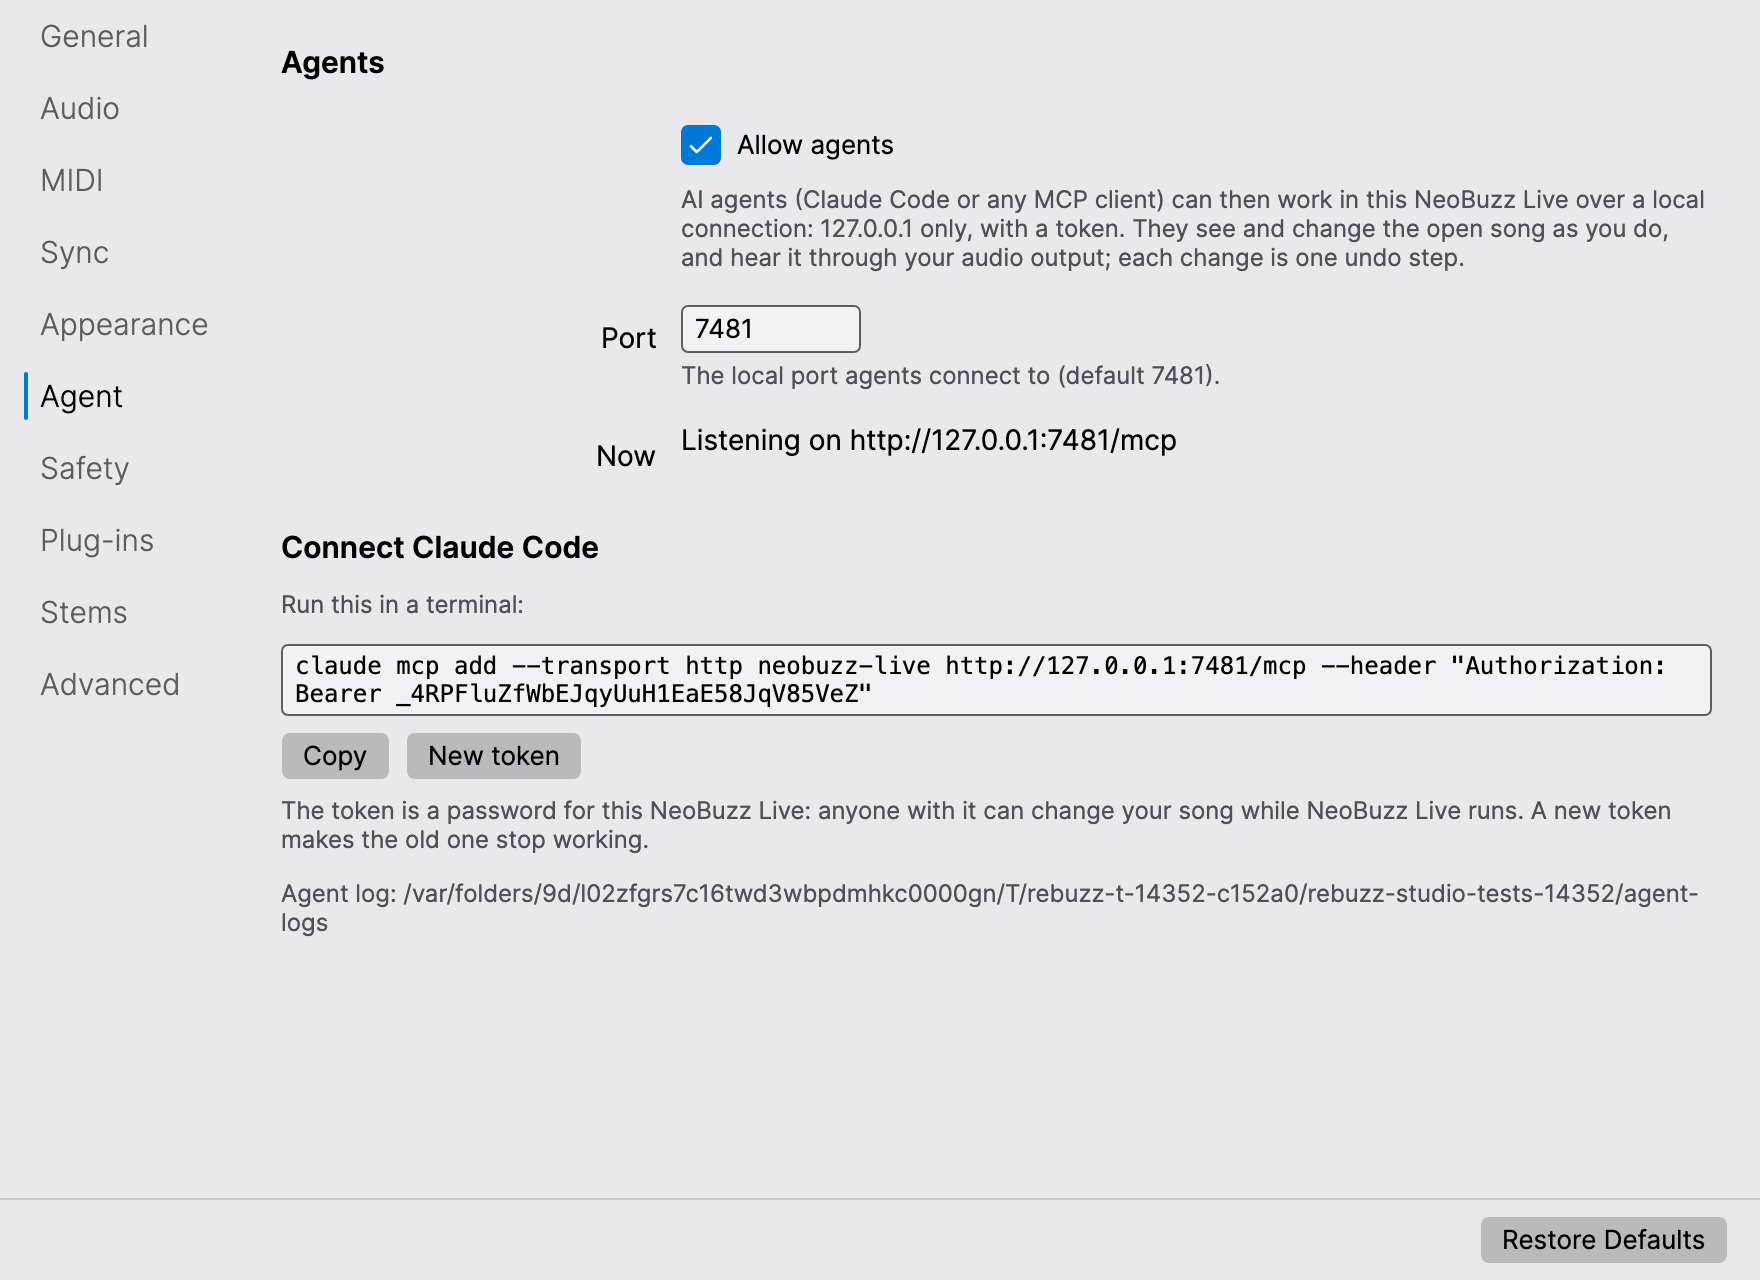 General
Audio
MIDI
Sync
Appearance
Agent
Safety
Plug-ins
Stems
Advanced
Agents
Allow agents
AI agents (Claude Code or any MCP client) can then work in this NeoBuzz Live over a local
connection: 127.0.0.1 only, with a token. They see and change the open song as you do,
and hear it through your audio output; each change is one undo step.
Port
7481
The local port agents connect to (default 7481).
Now
Listening on http://127.0.0.1:7481/mcp
Connect Claude Code
Run this in a terminal:
claude mcp add --transport http neobuzz-live http://127.0.0.1:7481/mcp --header "Authorization:
Bearer _4RPFluZfWbEJqyUuH1EaE58JqV85VeZ"
Copy
New token
The token is a password for this NeoBuzz Live: anyone with it can change your song while NeoBuzz Live runs. A new token
makes the old one stop working.
Agent log: /var/folders/9d/l02zfgrs7c16twd3wbpdmhkc0000gn/T/rebuzz-t-14352-c152a0/rebuzz-studio-tests-14352/agent-
logs
Restore Defaults